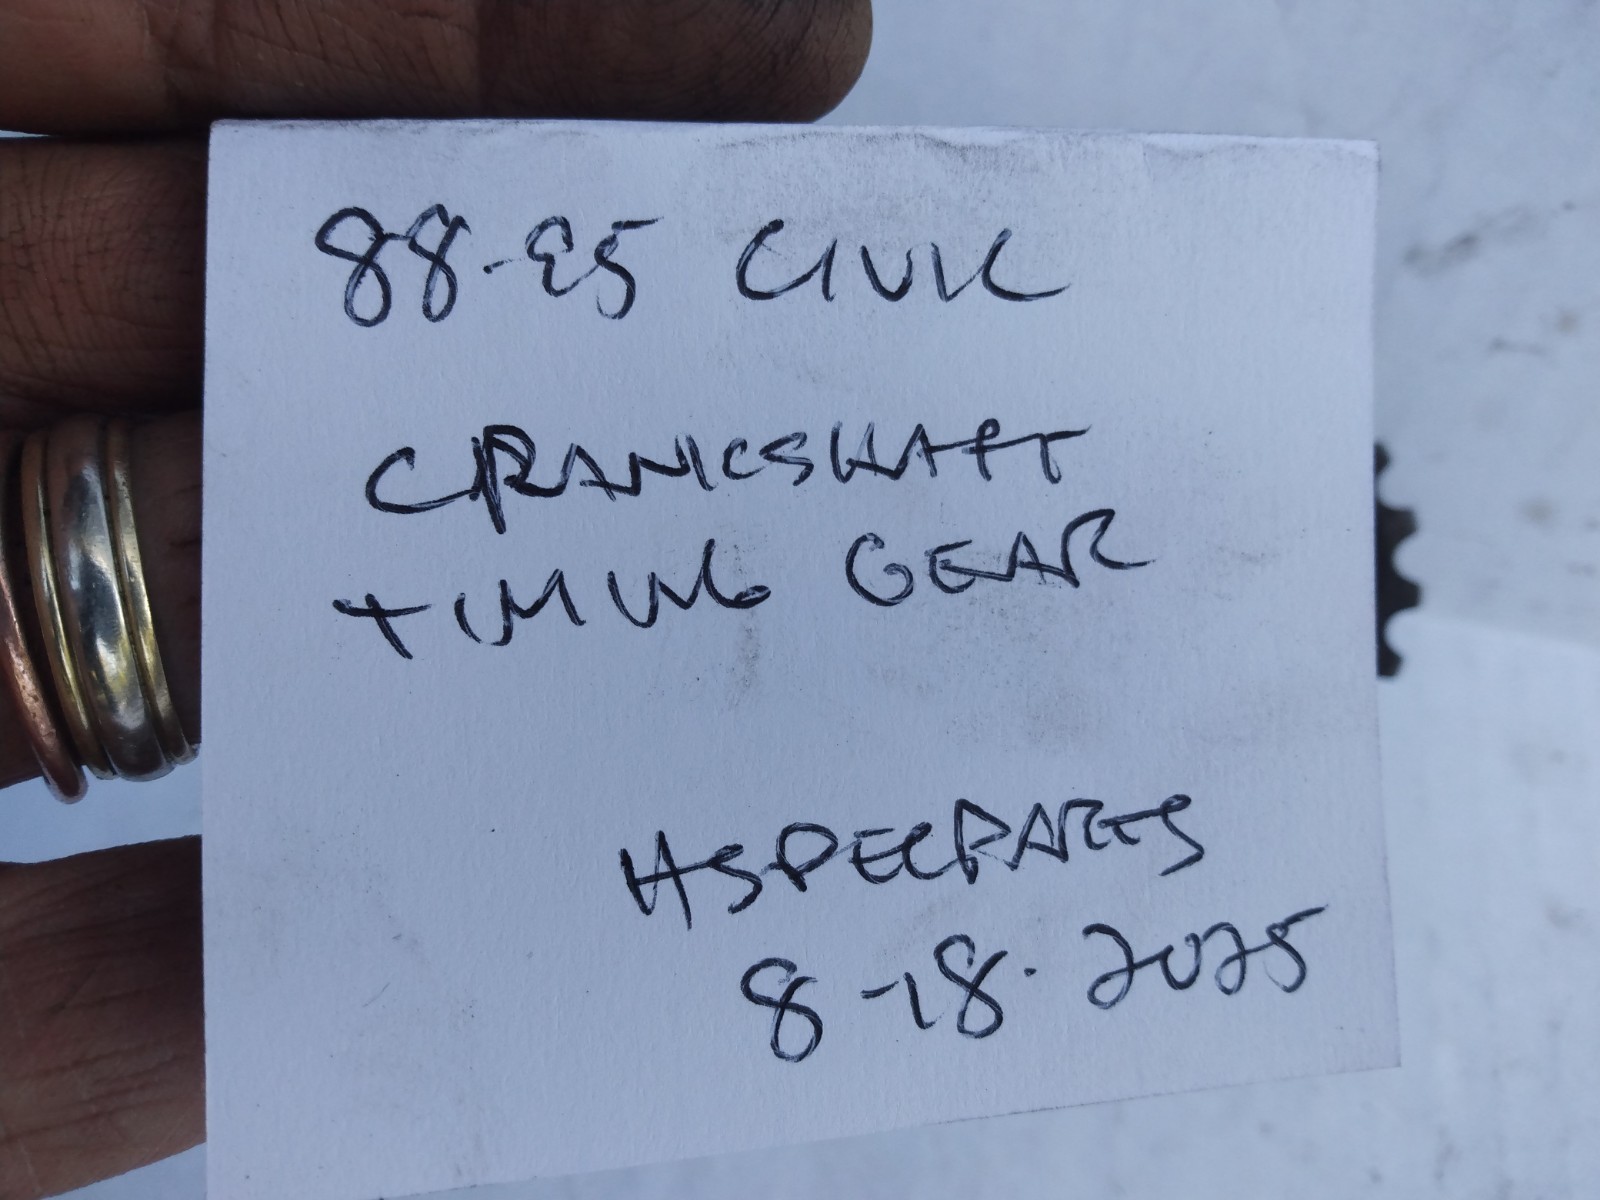 88-95 CIVIC
CRANKSHAFT
TIMING GEAR
HSPECPARTS
8-18-2025